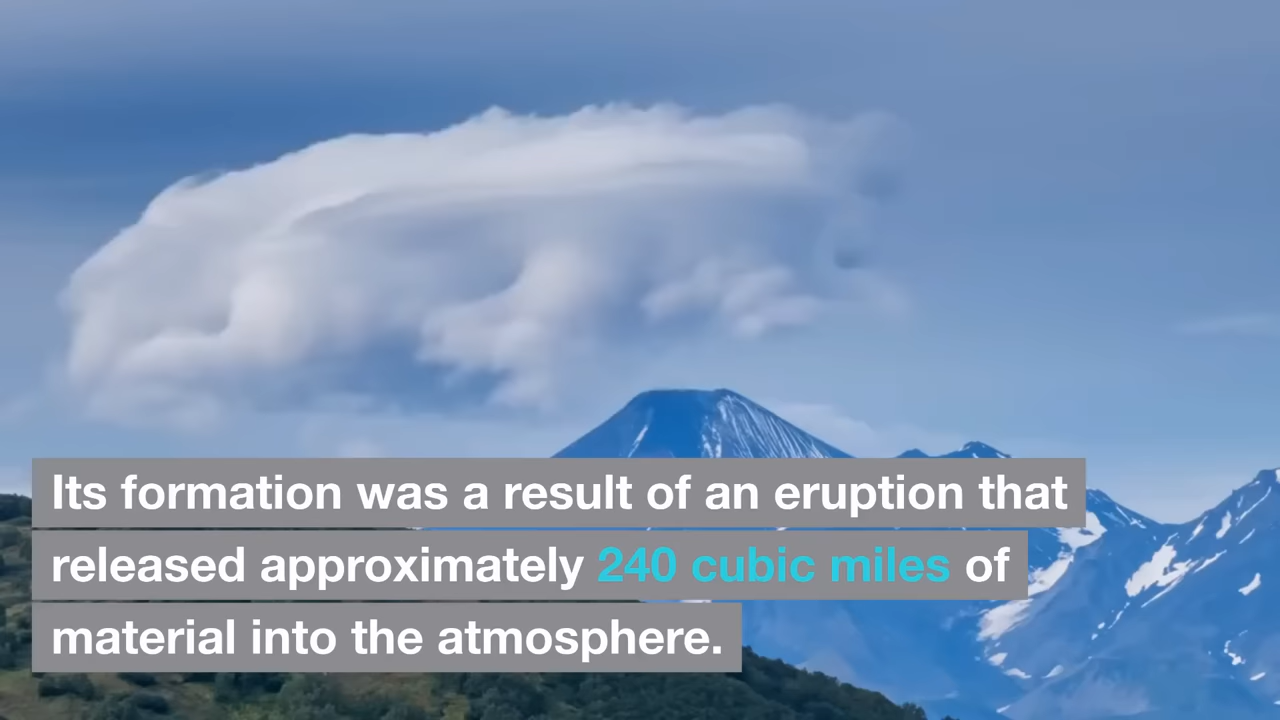 Its formation was a result of an eruption that
released approximately 240 cubic miles of
material into the atmosphere.